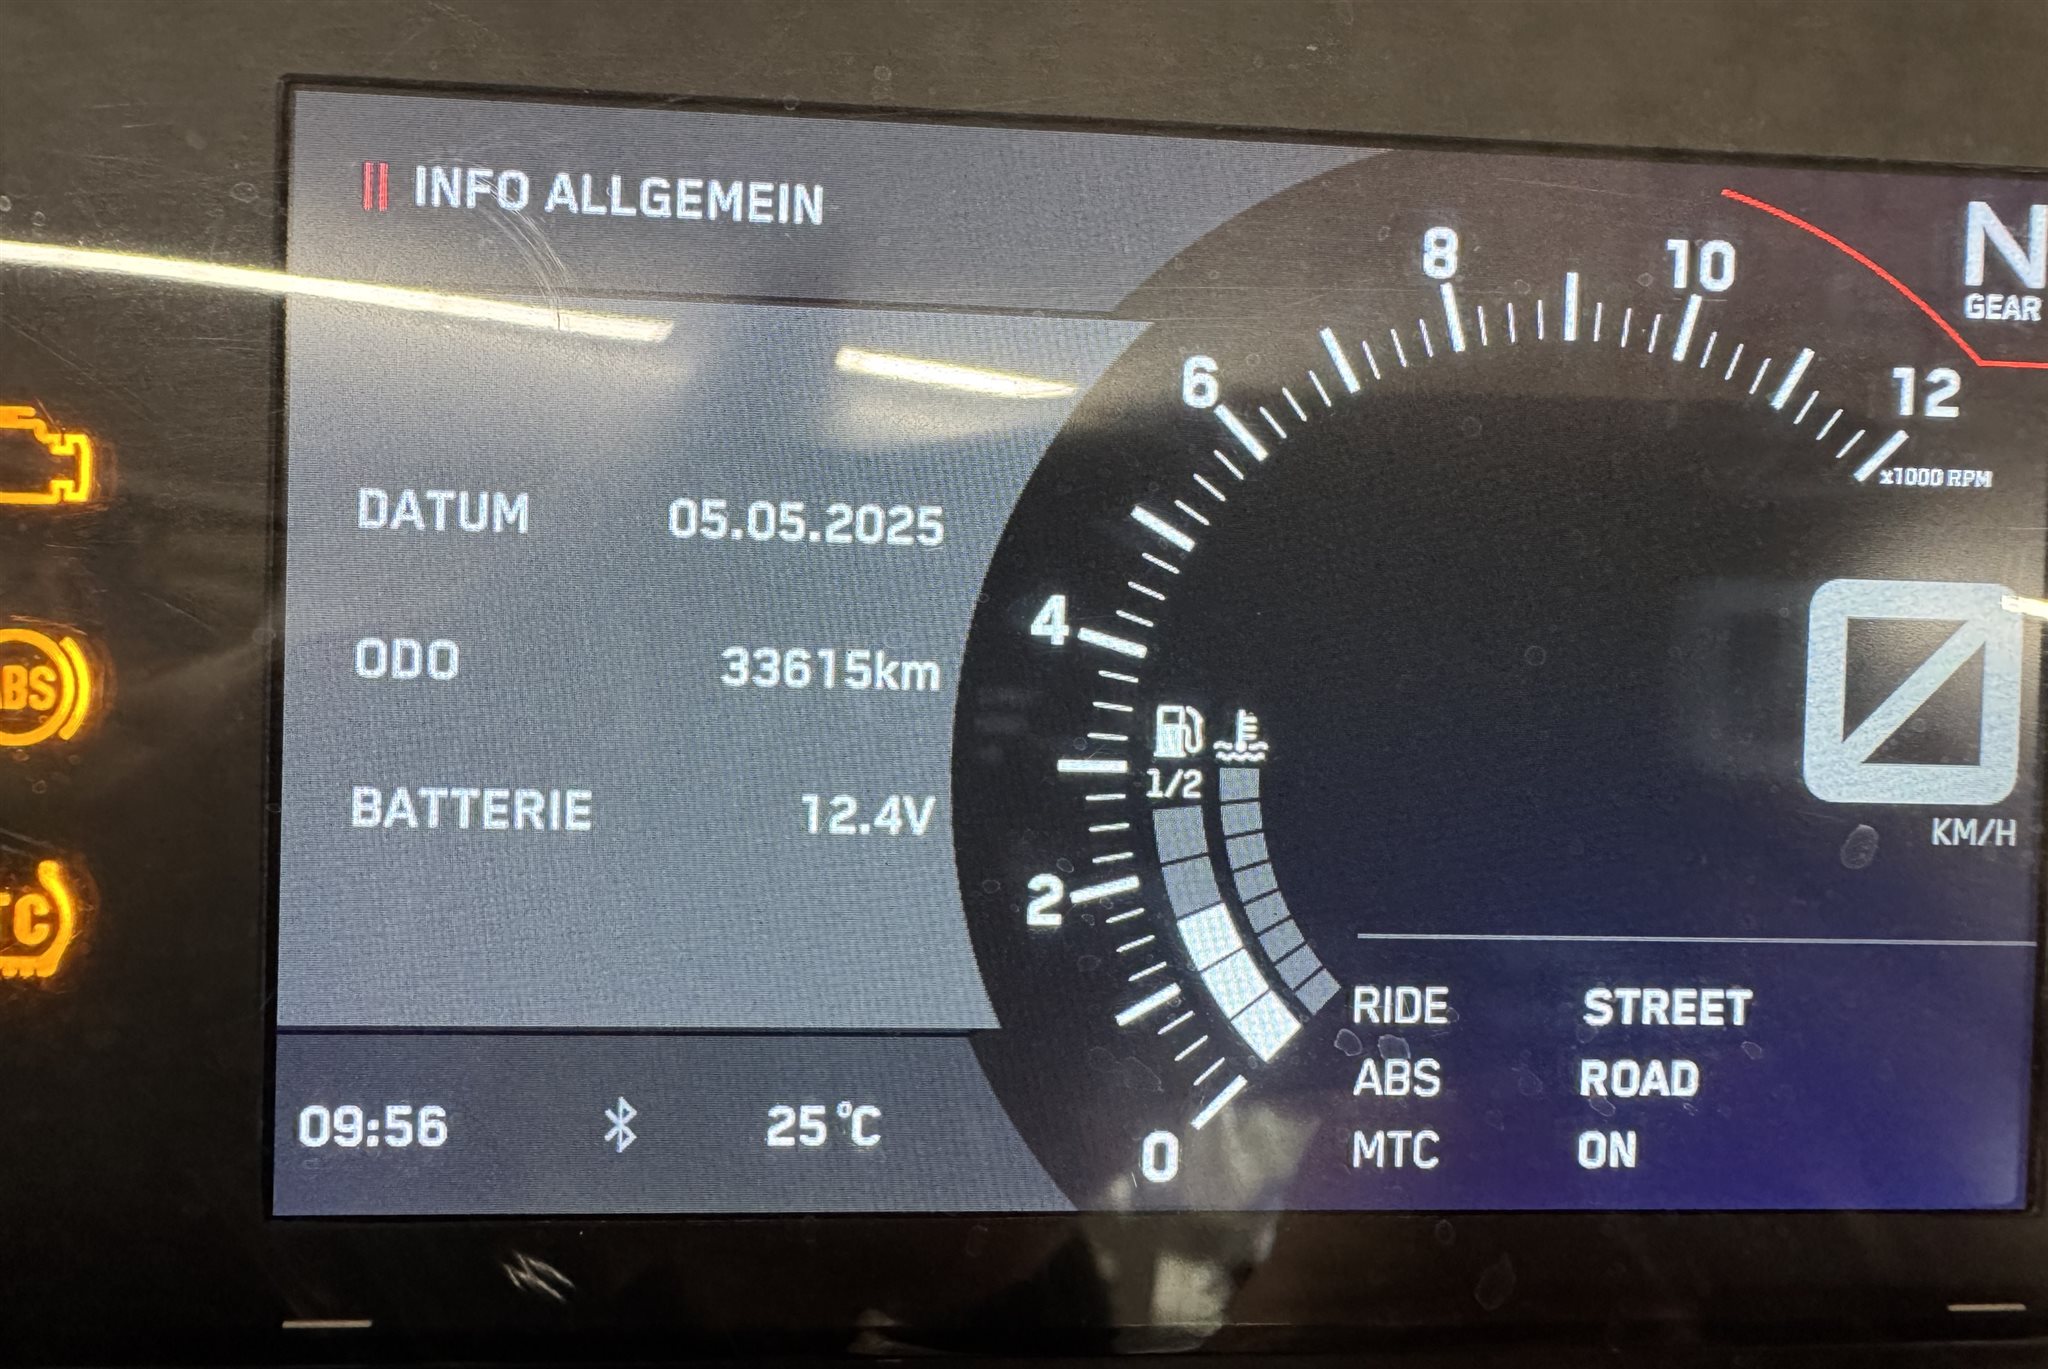 INFO ALLGEMEIN
DATUM 05.05.2025
ODO 33615km
BATTERIE 12.4V
09:56 25°C
0
2
4
6
8
10
12
x1000 RPM
N
GEAR
1/2
0
KM/H
RIDE STREET
ABS ROAD
MTC ON
ABS
TC